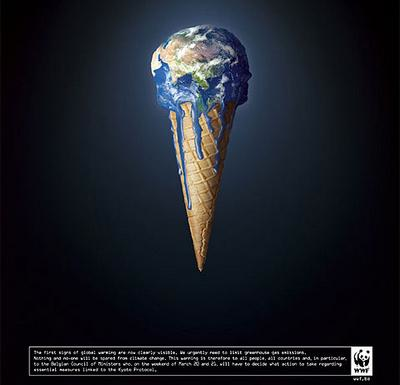 The first signs of global warming are now clearly visible. We urgently need to limit greenhouse gas emissions.
Nothing and no-one will be spared from climate change. This warning is therefore to all people, all countries and, in particular,
to the Belgian Council of Ministers who, on the weekend of March 20 and 21, will have to decide what action to take regarding
essential measures linked to the Kyoto Protocol.
WWF
wwf.be